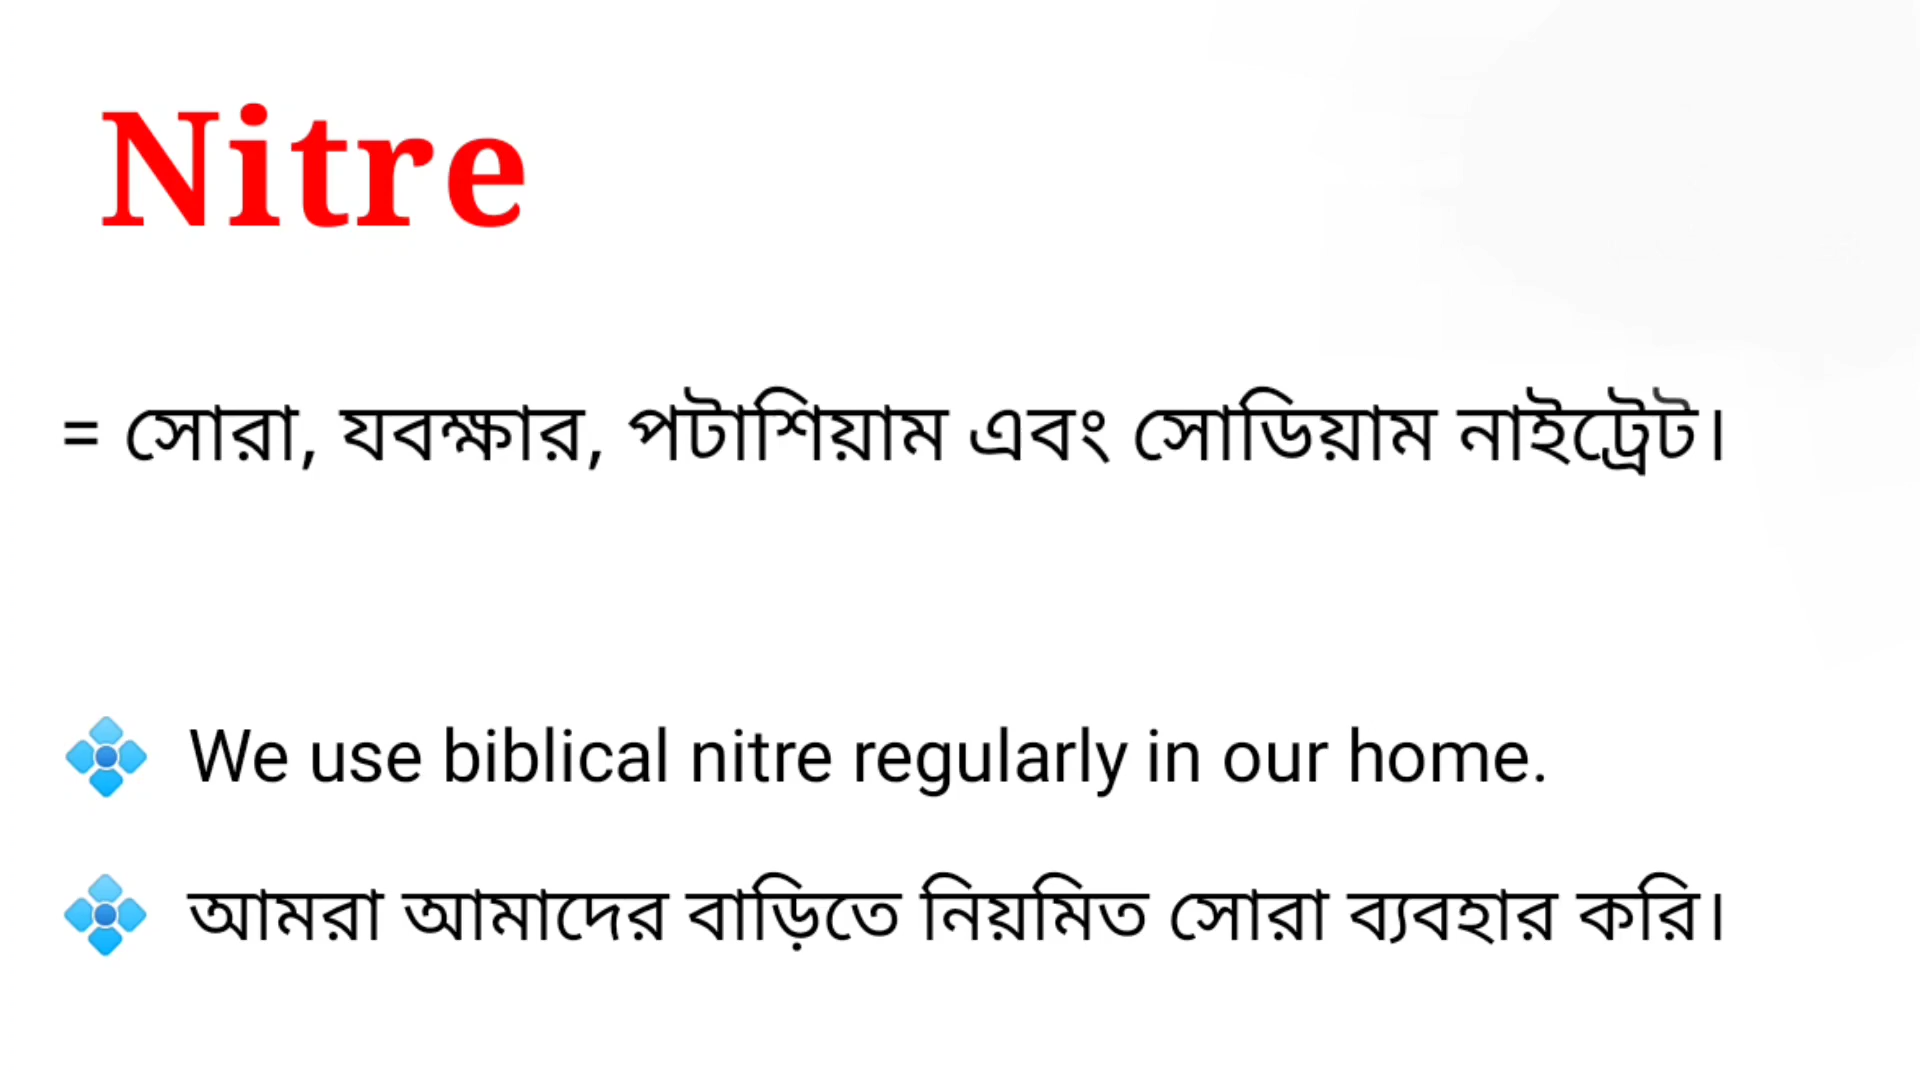 Nitre
= সোরা, যবক্ষার, পটাশিয়াম এবং সোডিয়াম নাইট্রেট।
We use biblical nitre regularly in our home.
আমরা আমাদের বাড়িতে নিয়মিত সোরা ব্যবহার করি।